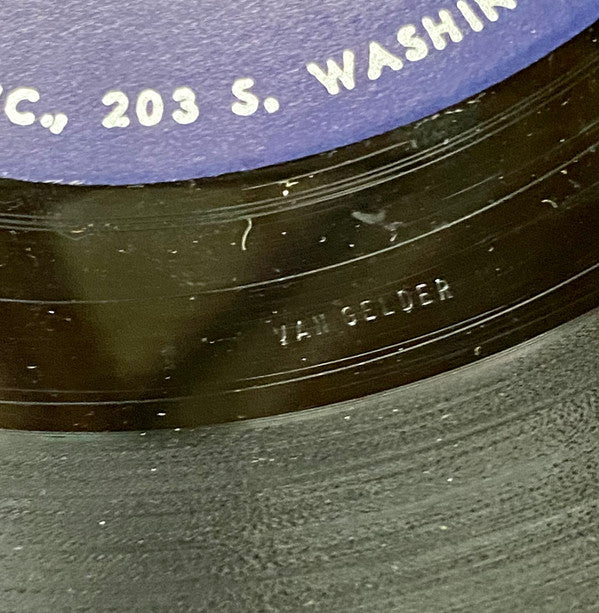 C., 203 S. WASHIN
VAN GELDER